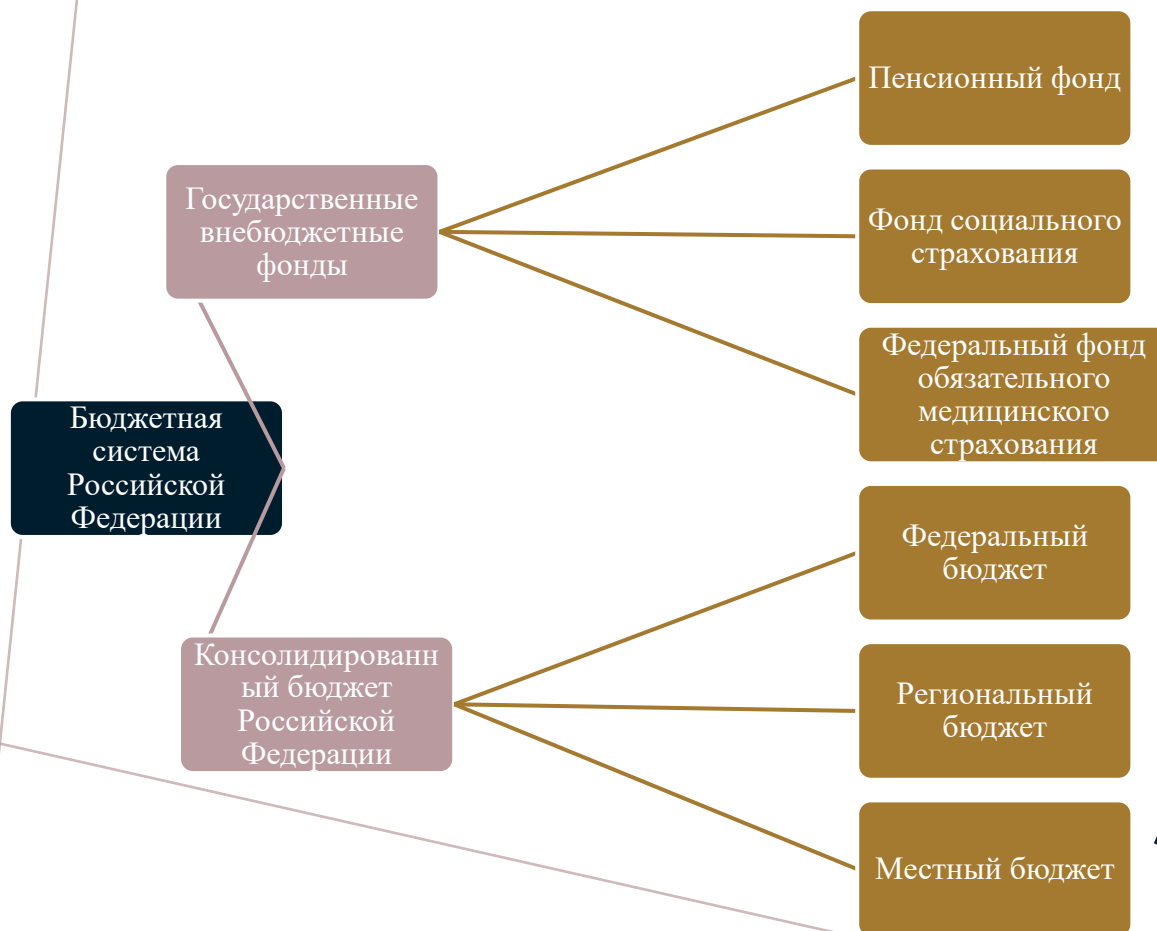 Пенсионный фонд
Государственные
внебюджетные
фонды
Фонд социального
страхования
Федеральный фонд
обязательного
медицинского
страхования
Бюджетная
система
Российской
Федерации
Федеральный
бюджет
Консолидированн
ый бюджет
Российской
Федерации
Региональный
бюджет
Местный бюджет